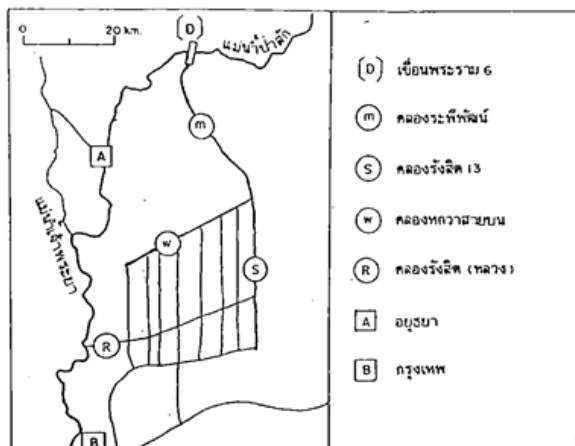 0 20 km.
(D)
แม่น้ำป่าสัก
m
A
แม่น้ำเจ้าพระยา
W
S
R
B
(D) เขื่อนพระราม 6
m คลองระพีพัฒน์
S คลองรังสิต 13
W คลองหกวาสายบน
R คลองรังสิต (หลวง)
A อยุธยา
B กรุงเทพ